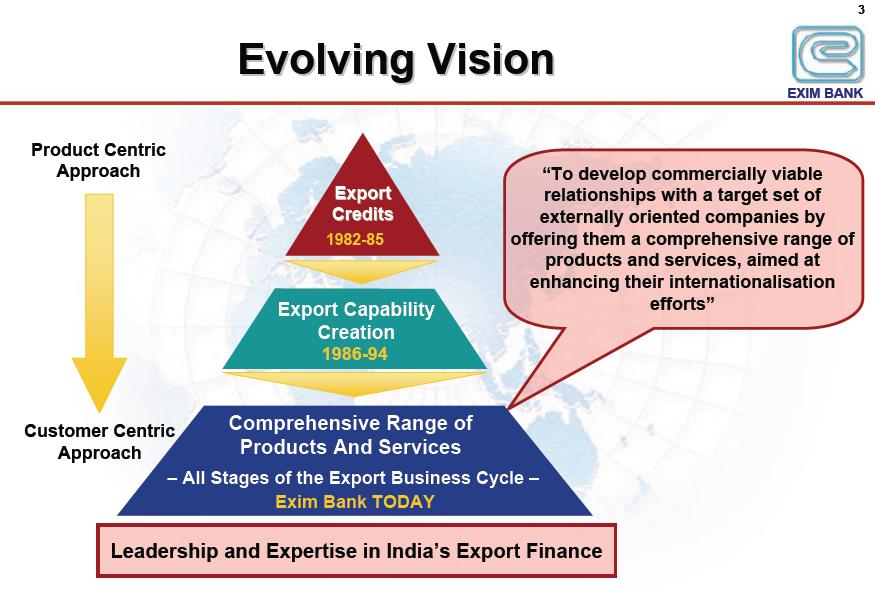 3
Evolving Vision
EXIM BANK
Product Centric
Approach
Export
Credits
1982-85
“To develop commercially viable
relationships with a target set of
externally oriented companies by
offering them a comprehensive range of
products and services, aimed at
enhancing their internationalisation
efforts”
Export Capability
Creation
1986-94
Customer Centric
Approach
Comprehensive Range of
Products And Services
– All Stages of the Export Business Cycle –
Exim Bank TODAY
Leadership and Expertise in India’s Export Finance